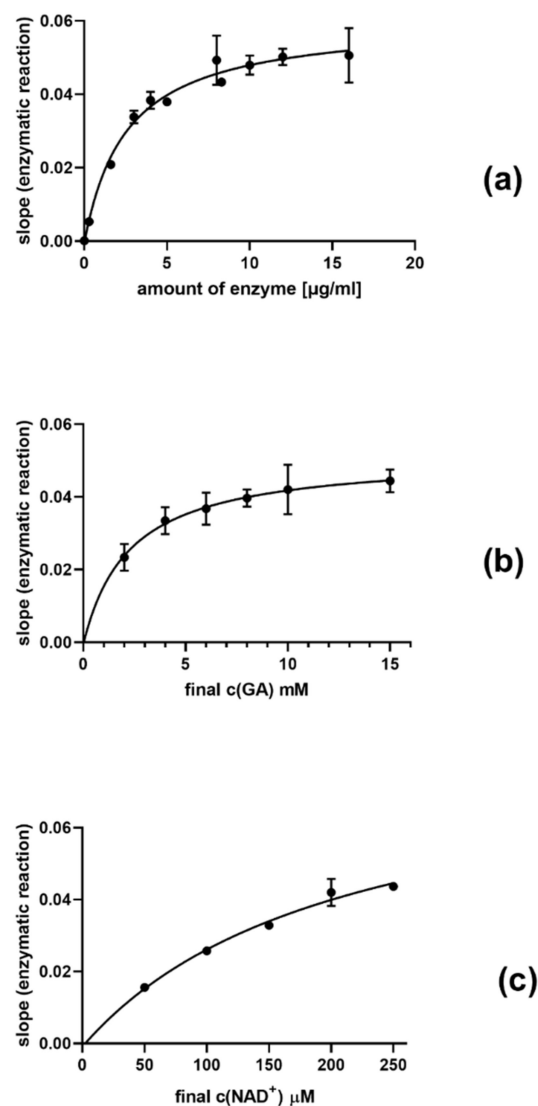 0.06
0.04
0.02
0.00
slope (enzymatic reaction)
0 5 10 15 20
amount of enzyme [µg/ml]
(a)
0.06
0.04
0.02
0.00
slope (enzymatic reaction)
0 5 10 15
final c(GA) mM
(b)
0.06
0.04
0.02
0.00
slope (enzymatic reaction)
50 100 150 200 250
final c(NAD⁺) µM
(c)